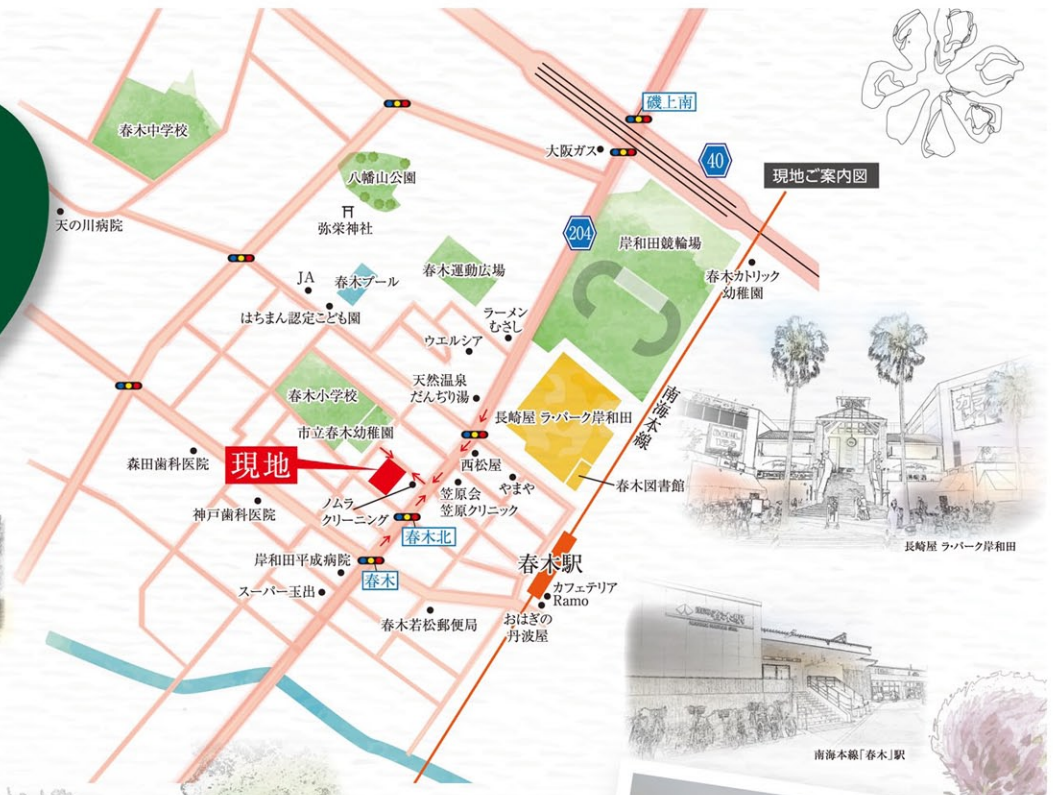 磯上南
春木中学校
大阪ガス
40
現地ご案内図
八幡山公園
弥栄神社
天の川病院
204
岸和田競輪場
春木カトリック
幼稚園
春木運動広場
JA
春木プール
はちまん認定こども園
ラーメン
むさし
ウエルシア
天然温泉
だんぢり湯
南海本線
春木小学校
長崎屋 ラ・パーク岸和田
市立春木幼稚園
森田歯科医院
現地
西松屋
やまや
春木図書館
神戸歯科医院
ノムラ
クリーニング
笠原会
笠原クリニック
春木北
長崎屋 ラ・パーク岸和田
岸和田平成病院
春木
春木駅
スーパー玉出
カフェテリア
Ramo
春木若松郵便局
おはぎの
丹波屋
南海本線「春木」駅